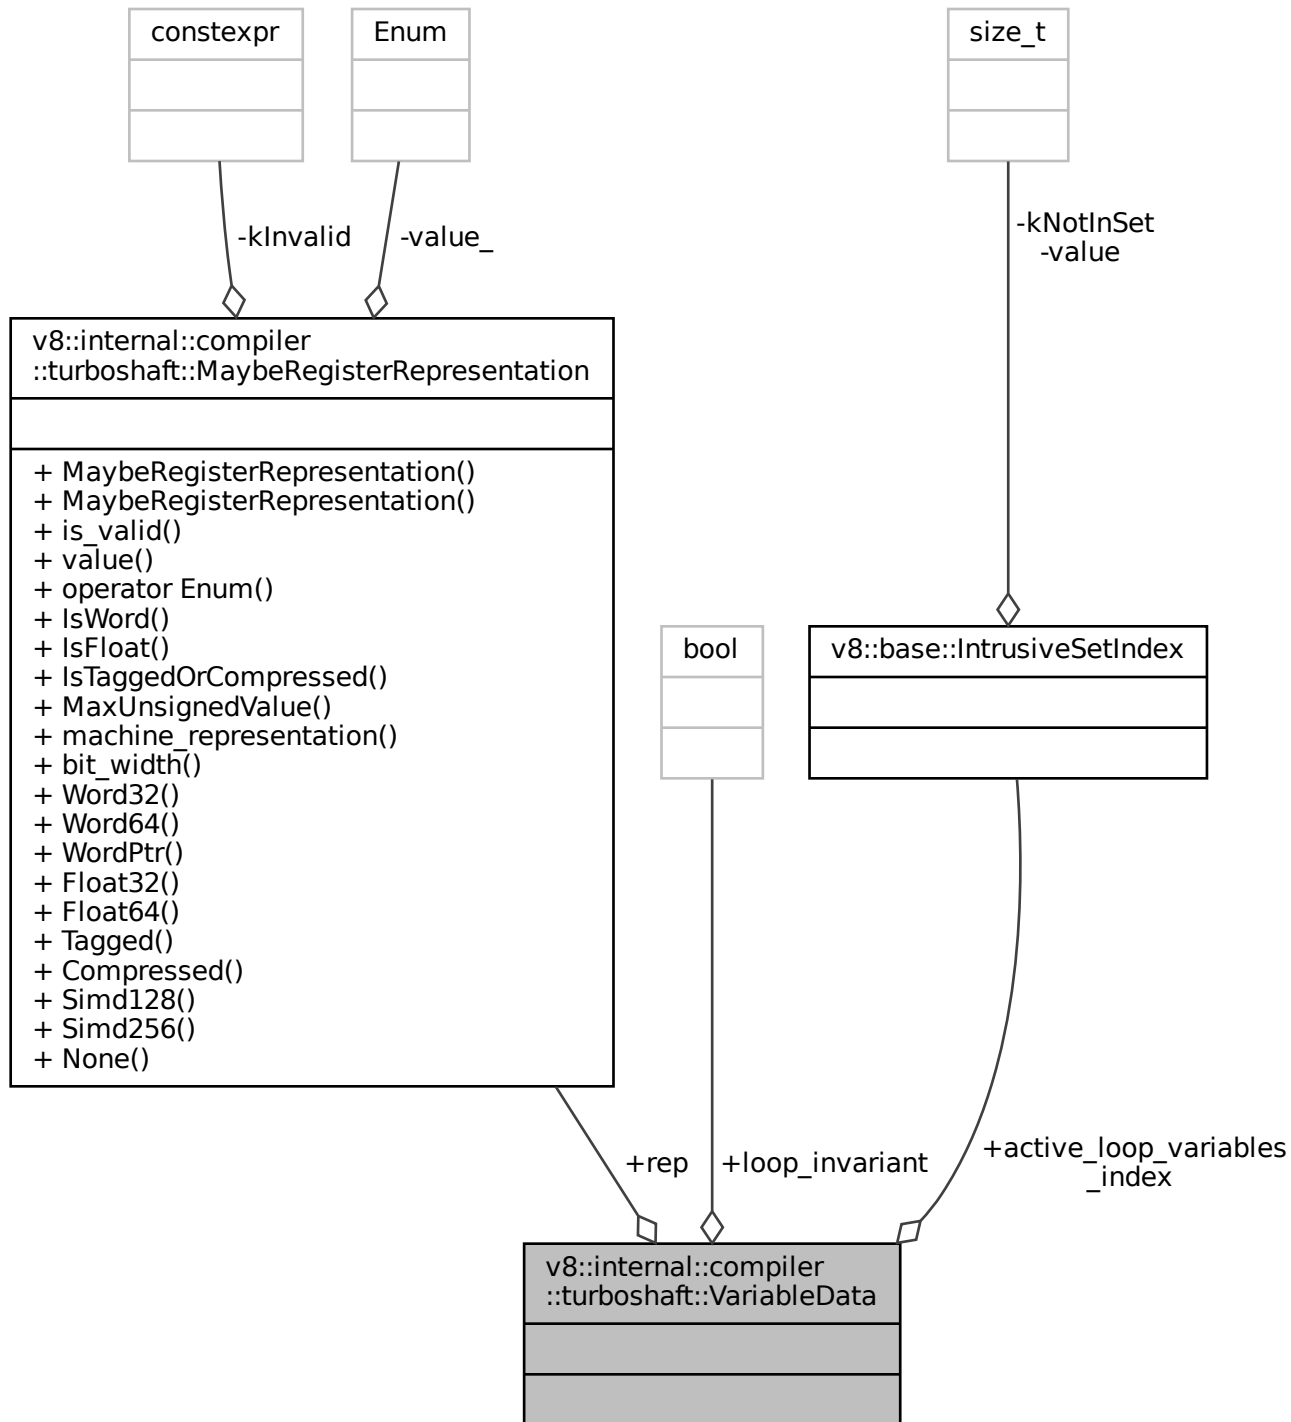 constexpr
Enum
size_t
-kInvalid
-value_
-kNotInSet
-value
v8::internal::compiler
::turboshaft::MaybeRegisterRepresentation
+ MaybeRegisterRepresentation()
+ MaybeRegisterRepresentation()
+ is_valid()
+ value()
+ operator Enum()
+ IsWord()
+ IsFloat()
+ IsTaggedOrCompressed()
+ MaxUnsignedValue()
+ machine_representation()
+ bit_width()
+ Word32()
+ Word64()
+ WordPtr()
+ Float32()
+ Float64()
+ Tagged()
+ Compressed()
+ Simd128()
+ Simd256()
+ None()
bool
v8::base::IntrusiveSetIndex
+rep
+loop_invariant
+active_loop_variables
_index
v8::internal::compiler
::turboshaft::VariableData